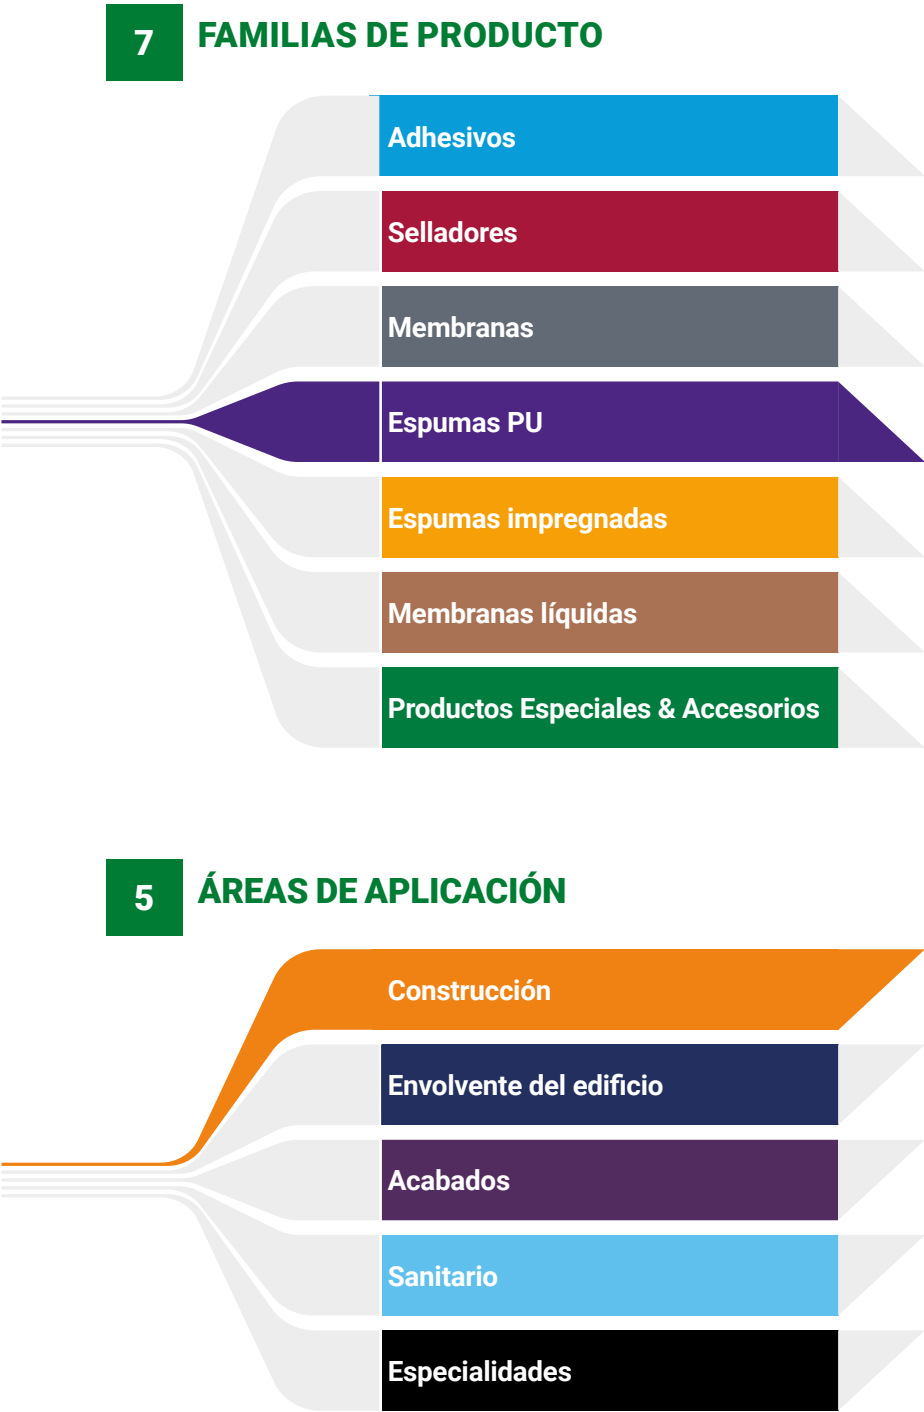 7
FAMILIAS DE PRODUCTO
Adhesivos
Selladores
Membranas
Espumas PU
Espumas impregnadas
Membranas líquidas
Productos Especiales & Accesorios
5
ÁREAS DE APLICACIÓN
Construcción
Envolvente del edificio
Acabados
Sanitario
Especialidades